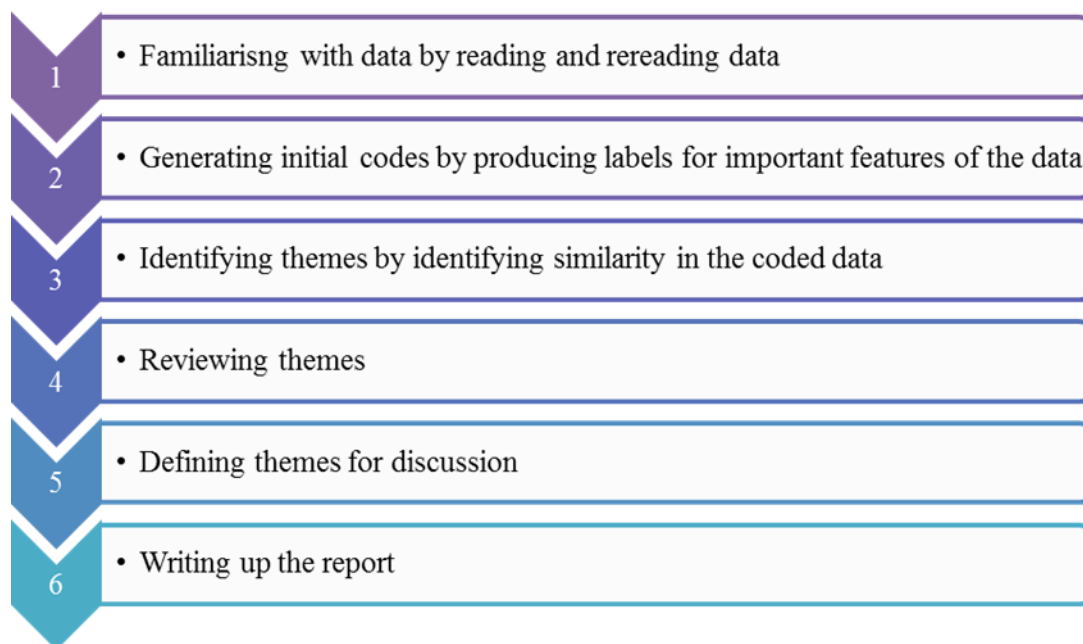 1
• Familiarisng with data by reading and rereading data
2
• Generating initial codes by producing labels for important features of the data
3
• Identifying themes by identifying similarity in the coded data
4
• Reviewing themes
5
• Defining themes for discussion
6
• Writing up the report